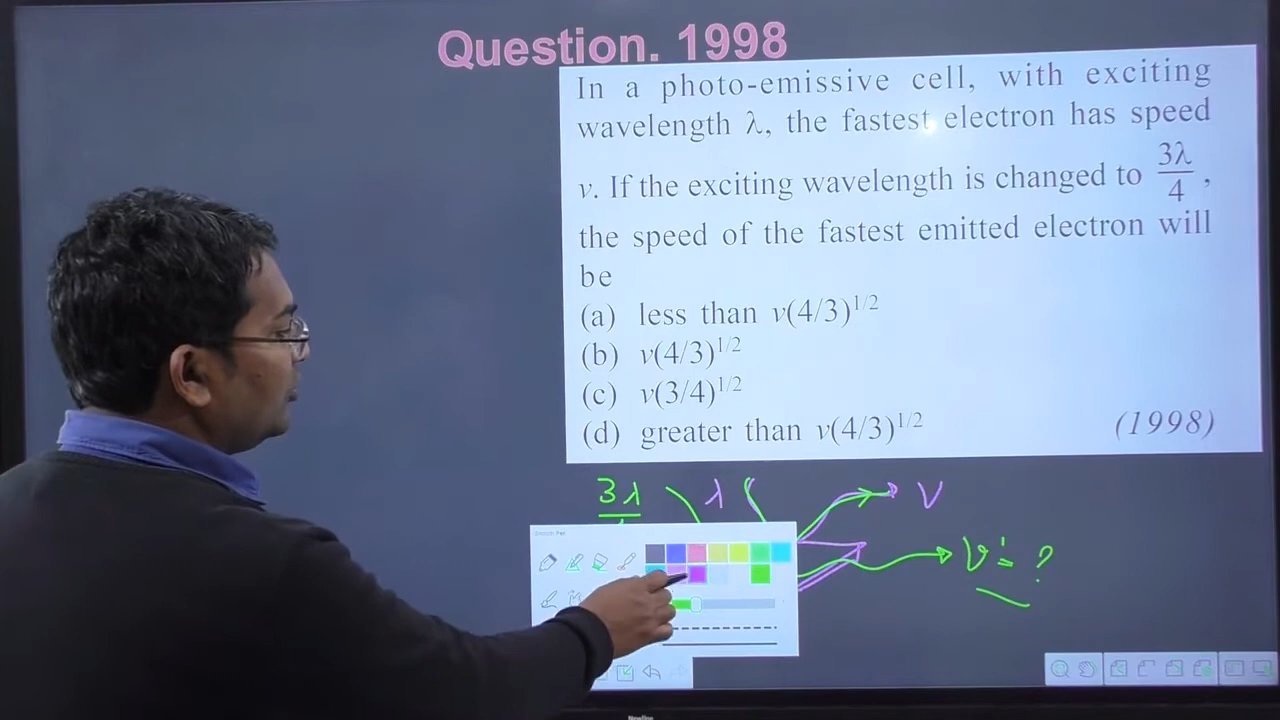 Question. 1998
In a photo-emissive cell, with exciting
wavelength λ, the fastest electron has speed
v. If the exciting wavelength is changed to 3λ/4,
the speed of the fastest emitted electron will
be
(a) less than v(4/3)^1/2
(b) v(4/3)^1/2
(c) v(3/4)^1/2
(d) greater than v(4/3)^1/2 (1998)
3λ λ v
v' = ?
Newline